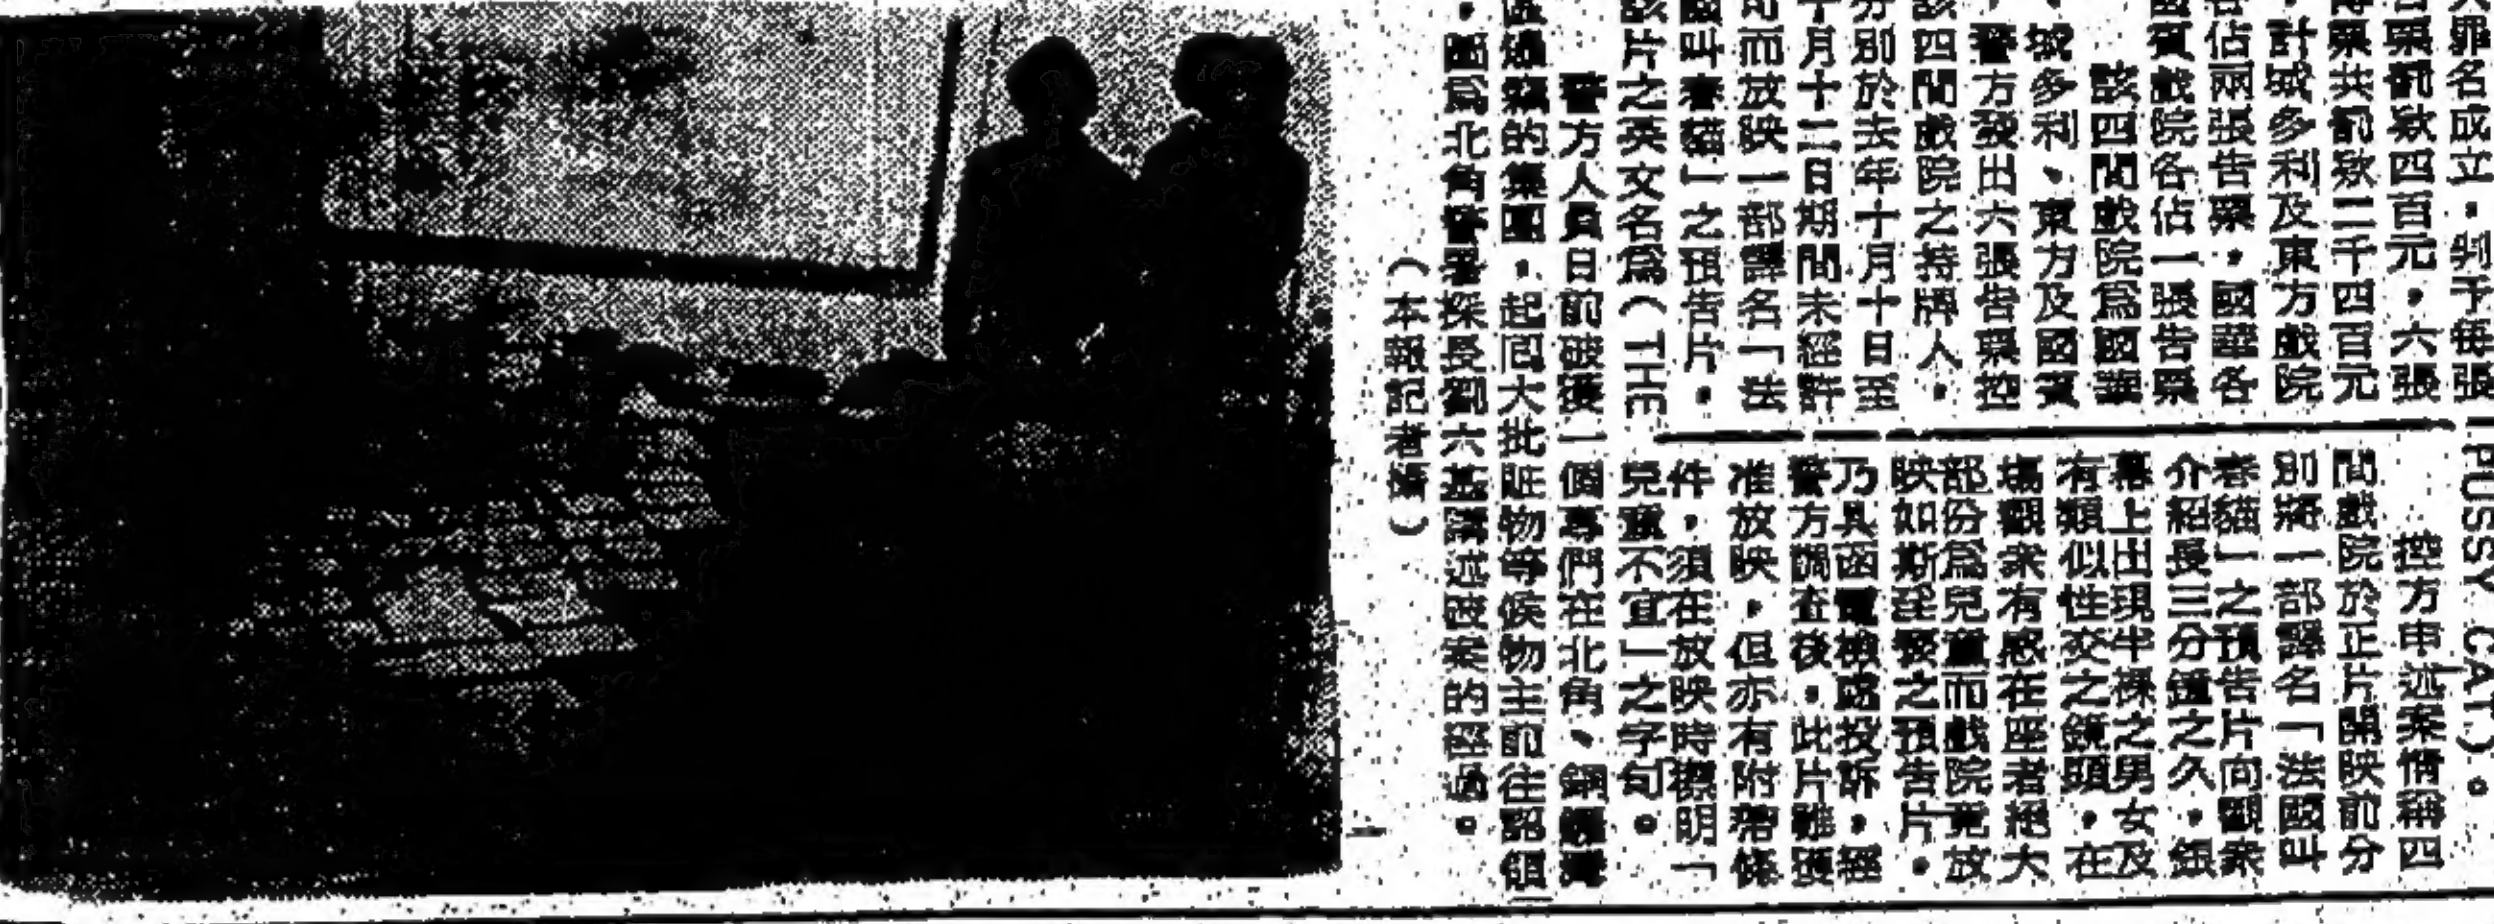 罪名成立．判予每張
告票罰款四百元，六張
傳票共罰款二千四百元
．計域多利及東方戲院
各佔兩張告票，國華各
國賓戲院各佔一張告票
該四間戲院爲國華
、域多利、東方及國賓
．警方發出六張告票控
該四間戲院之持牌人，
分別於去年十月十日至
十月十二日期間未經許
可而放映一部譯名「法
國叫春貓」之預告片．
該片之英文名爲（THE
PUSSY CAT.）。
控方申述案情稱四
間戲院於正片開映前分
別將一部譯名「法國叫
春貓」之預告片向觀衆
介紹長三分鐘之久，銀
幕上出現半裸之男女及
有類似性交之鏡頭，在
場觀衆有感在座者絕大
部份爲兒童而戲院竟放
映如斯淫褻之預告片．
乃具函電檢處投訴，經
警方調查後．此片雖獲
准放映，但亦有附帶條
件，須在放映時標明「
兒童不宜」之字句。
警方人員日前破獲一個專門在北角、銅鑼灣
區爆竊的集團，起回大批賍物等候物主前往認領
，圖爲北角警署探長劉六基講述破案的經過。
（本報記者攝）